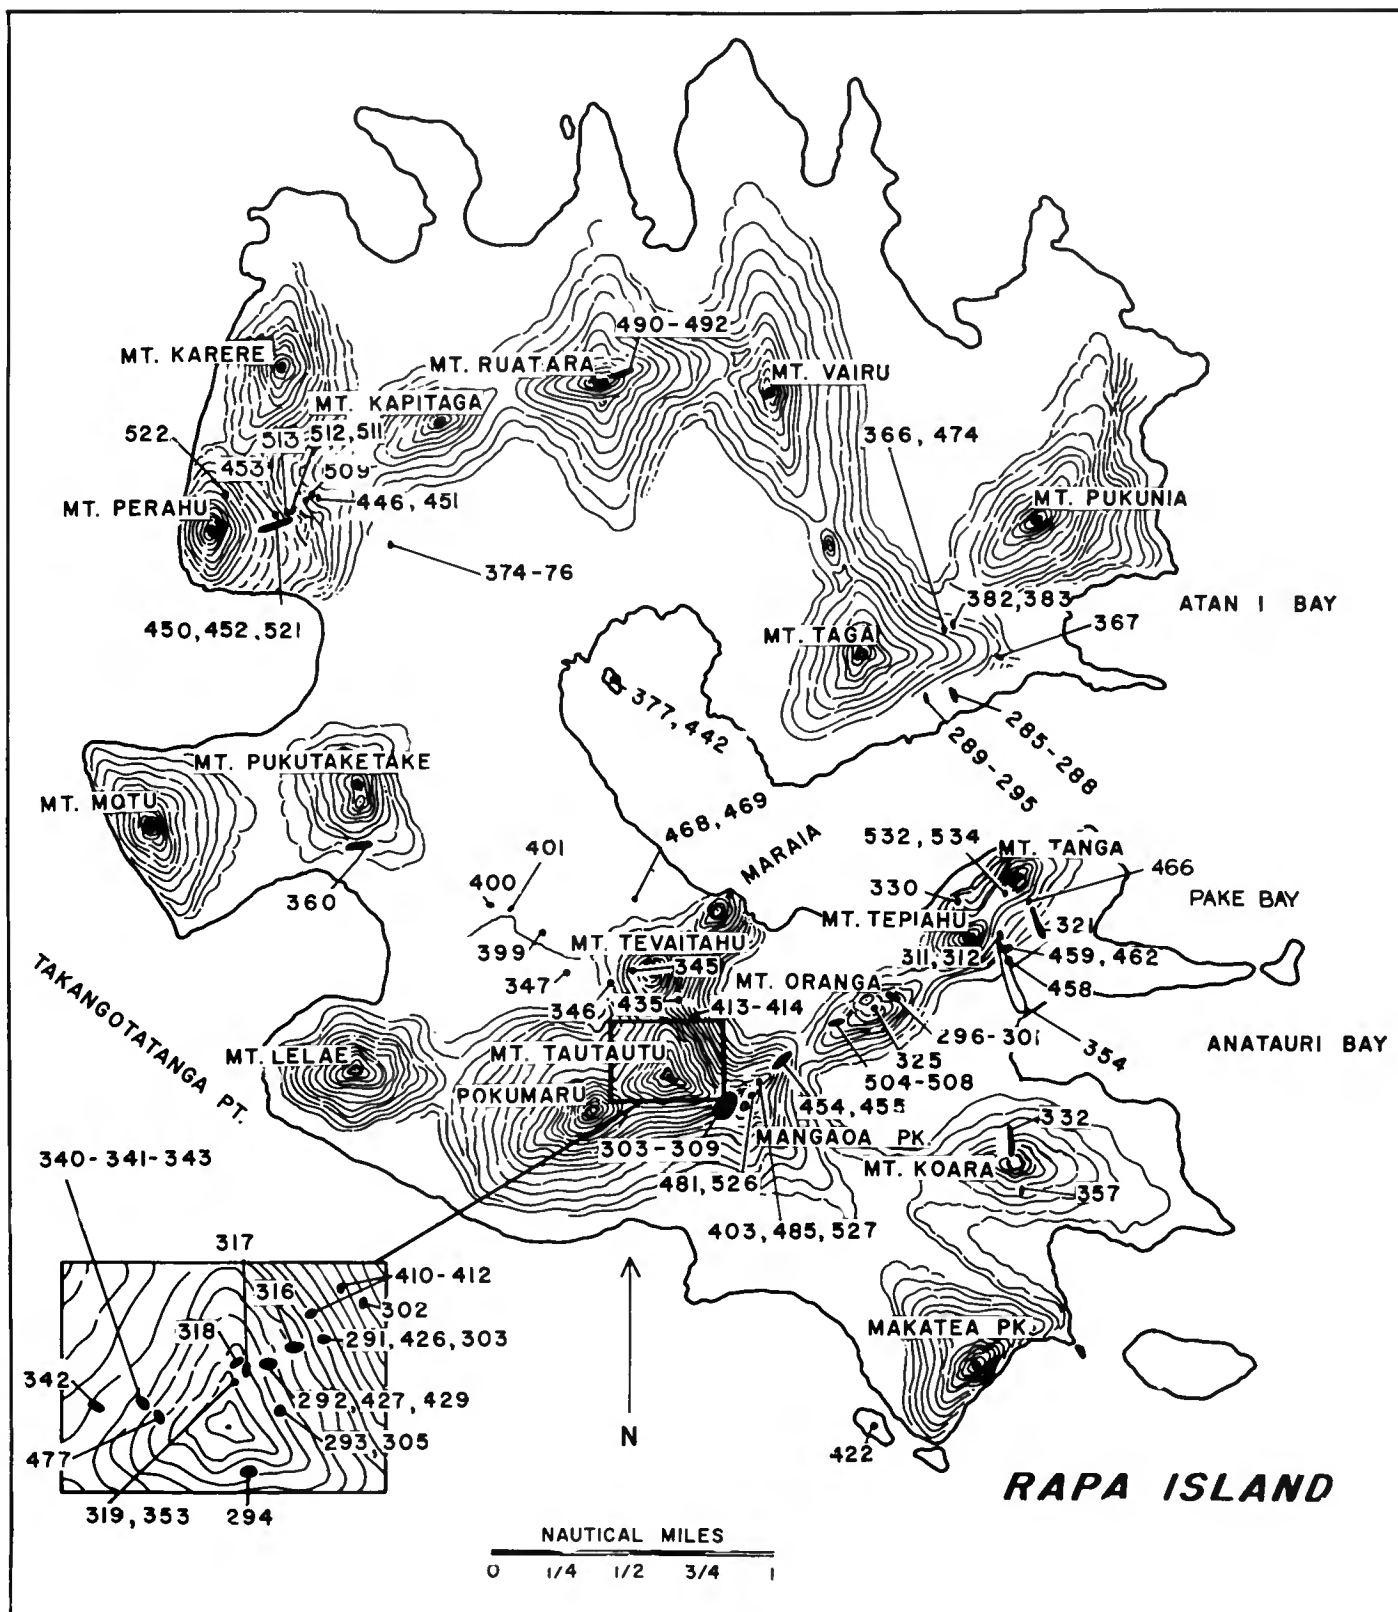 490-492
MT. KARERE
MT. RUATARA
MT. VAIRU
MT. KAPITAGA
522
513
512, 511
366, 474
453
509
MT. PERAHU
446, 451
MT. PUKUNIA
374-76
382, 383
ATAN I BAY
450, 452, 521
MT. TAGAI
367
377, 442
285-288
289-295
MT. PUKUTAKETAKE
MT. MOTU
468, 469
MARAIA
532, 534
MT. TANGA
401
400
330
466
360
PAKE BAY
MT. TEPIAHU
321
399
MT. TEVAITAHU
311, 312
459, 462
347
345
MT. ORANGA
458
346
435
413-414
TAKANGOTATANGA PT.
296-301
354
ANATAURI BAY
MT. LELAE
MT. TAUTAUTU
325
504-508
POKUMARU
454, 455
332
303-309
MANGAOA PK.
340-341-343
MT. KOARA
481, 526
357
403, 485, 527
317
410-412
316
302
318
291, 426, 303
MAKATEA PK.
342
292, 427, 429
N
293, 305
422
477
319, 353
294
RAPA ISLAND
NAUTICAL MILES
0 1/4 1/2 3/4 1